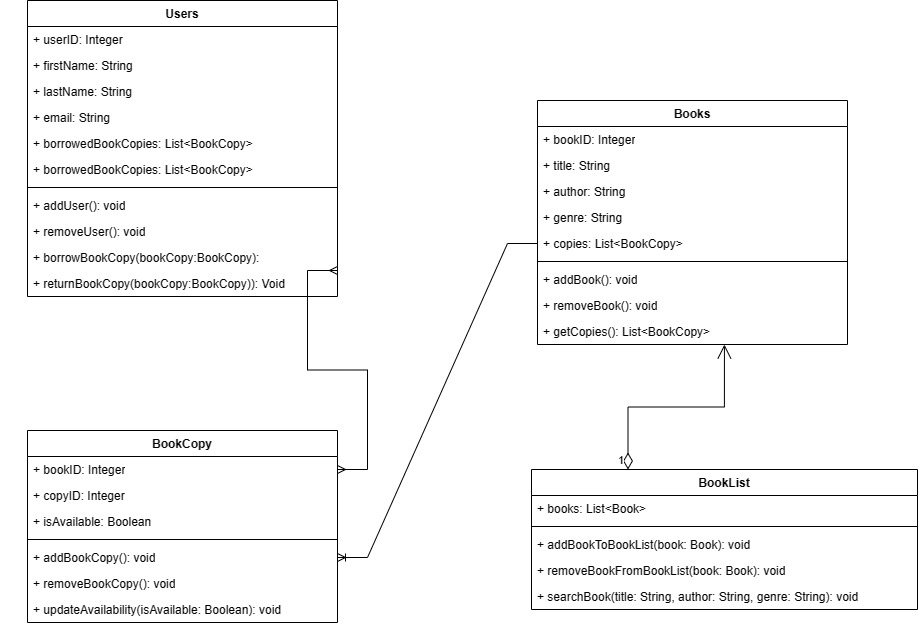 Users
+ userID: Integer
+ firstName: String
+ lastName: String
+ email: String
+ borrowedBookCopies: List<BookCopy>
+ borrowedBookCopies: List<BookCopy>
+ addUser(): void
+ removeUser(): void
+ borrowBookCopy(bookCopy:BookCopy):
+ returnBookCopy(bookCopy:BookCopy)): Void
Books
+ bookID: Integer
+ title: String
+ author: String
+ genre: String
+ copies: List<BookCopy>
+ addBook(): void
+ removeBook(): void
+ getCopies(): List<BookCopy>
BookCopy
+ bookID: Integer
+ copyID: Integer
+ isAvailable: Boolean
+ addBookCopy(): void
+ removeBookCopy(): void
+ updateAvailability(isAvailable: Boolean): void
1
BookList
+ books: List<Book>
+ addBookToBookList(book: Book): void
+ removeBookFromBookList(book: Book): void
+ searchBook(title: String, author: String, genre: String): void